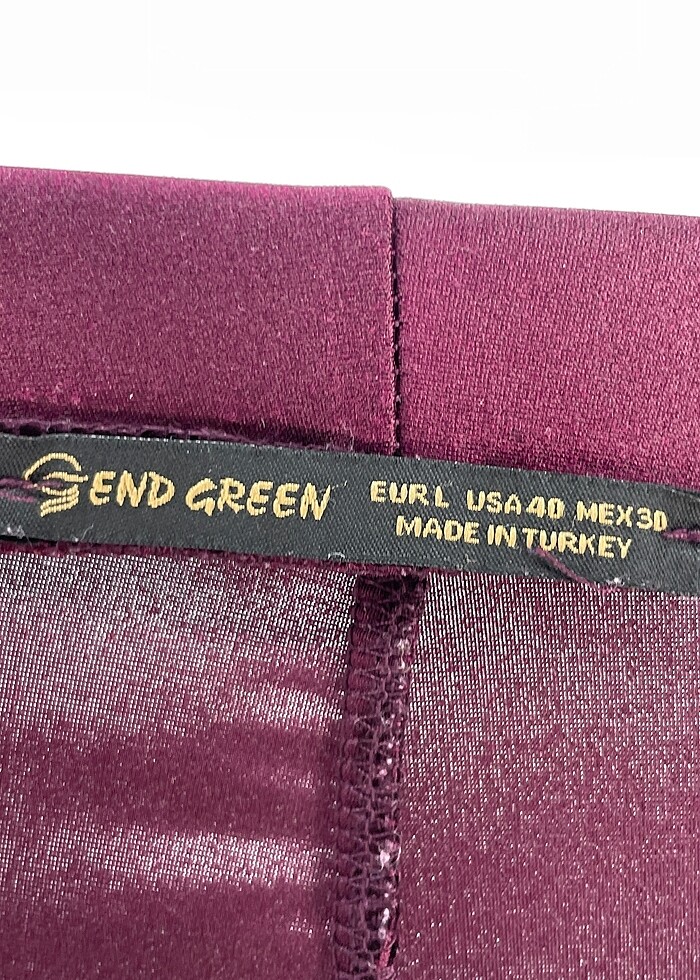 END GREEN
EUR L USA 40 MEX 30
MADE IN TURKEY